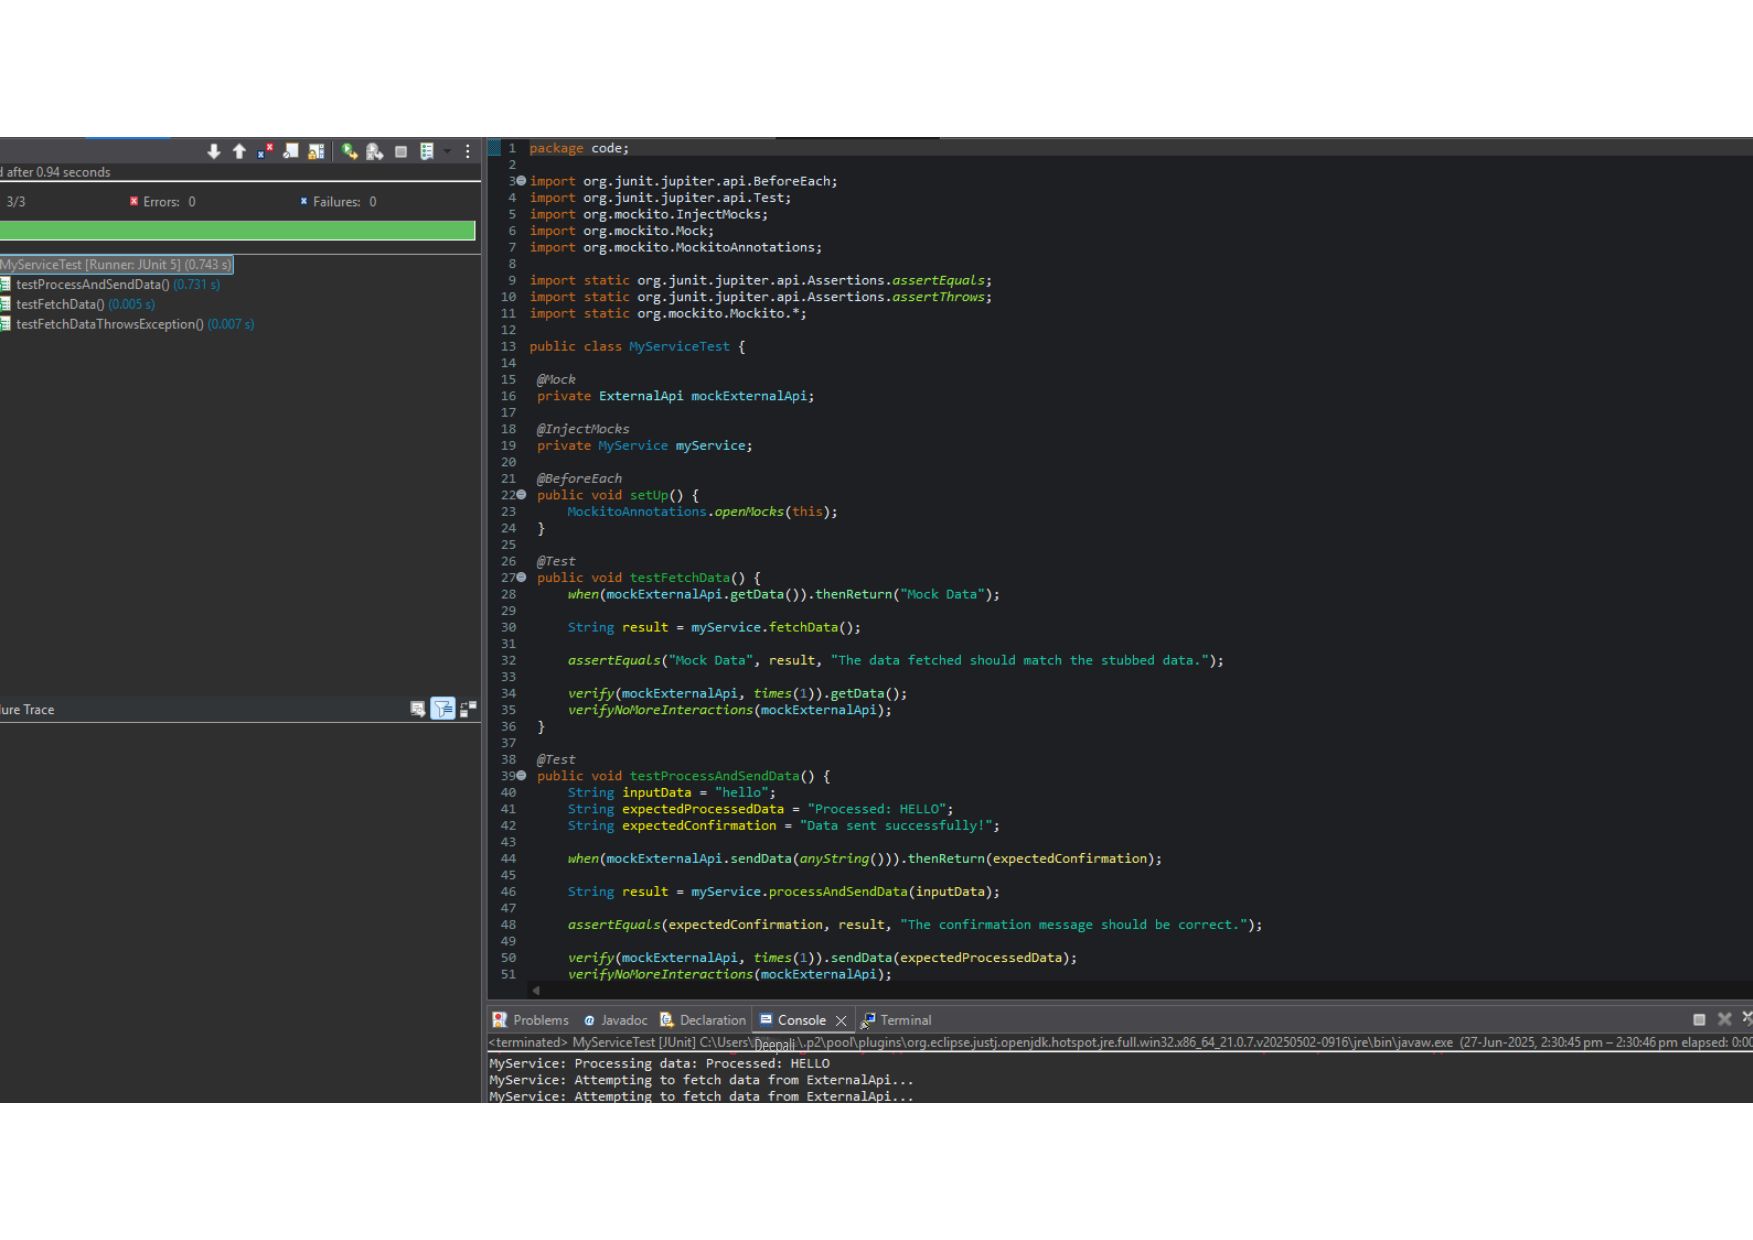 d after 0.94 seconds
3/3 Errors: 0 Failures: 0
MyServiceTest [Runner: JUnit 5] (0.743 s)
testProcessAndSendData() (0.731 s)
testFetchData() (0.005 s)
testFetchDataThrowsException() (0.007 s)
ure Trace
1 package code;
2
3 import org.junit.jupiter.api.BeforeEach;
4 import org.junit.jupiter.api.Test;
5 import org.mockito.InjectMocks;
6 import org.mockito.Mock;
7 import org.mockito.MockitoAnnotations;
8
9 import static org.junit.jupiter.api.Assertions.assertEquals;
10 import static org.junit.jupiter.api.Assertions.assertThrows;
11 import static org.mockito.Mockito.*;
12
13 public class MyServiceTest {
14
15 @Mock
16 private ExternalApi mockExternalApi;
17
18 @InjectMocks
19 private MyService myService;
20
21 @BeforeEach
22 public void setUp() {
23 MockitoAnnotations.openMocks(this);
24 }
25
26 @Test
27 public void testFetchData() {
28 when(mockExternalApi.getData()).thenReturn("Mock Data");
29
30 String result = myService.fetchData();
31
32 assertEquals("Mock Data", result, "The data fetched should match the stubbed data.");
33
34 verify(mockExternalApi, times(1)).getData();
35 verifyNoMoreInteractions(mockExternalApi);
36 }
37
38 @Test
39 public void testProcessAndSendData() {
40 String inputData = "hello";
41 String expectedProcessedData = "Processed: HELLO";
42 String expectedConfirmation = "Data sent successfully!";
43
44 when(mockExternalApi.sendData(anyString())).thenReturn(expectedConfirmation);
45
46 String result = myService.processAndSendData(inputData);
47
48 assertEquals(expectedConfirmation, result, "The confirmation message should be correct.");
49
50 verify(mockExternalApi, times(1)).sendData(expectedProcessedData);
51 verifyNoMoreInteractions(mockExternalApi);
Problems Javadoc Declaration Console Terminal
<terminated> MyServiceTest [JUnit] C:\Users\Deepali\.p2\pool\plugins\org.eclipse.justj.openjdk.hotspot.jre.full.win32.x86_64_21.0.7.v20250502-0916\jre\bin\javaw.exe (27-Jun-2025, 2:30:45 pm – 2:30:46 pm elapsed: 0:00
MyService: Processing data: Processed: HELLO
MyService: Attempting to fetch data from ExternalApi...
MyService: Attempting to fetch data from ExternalApi...